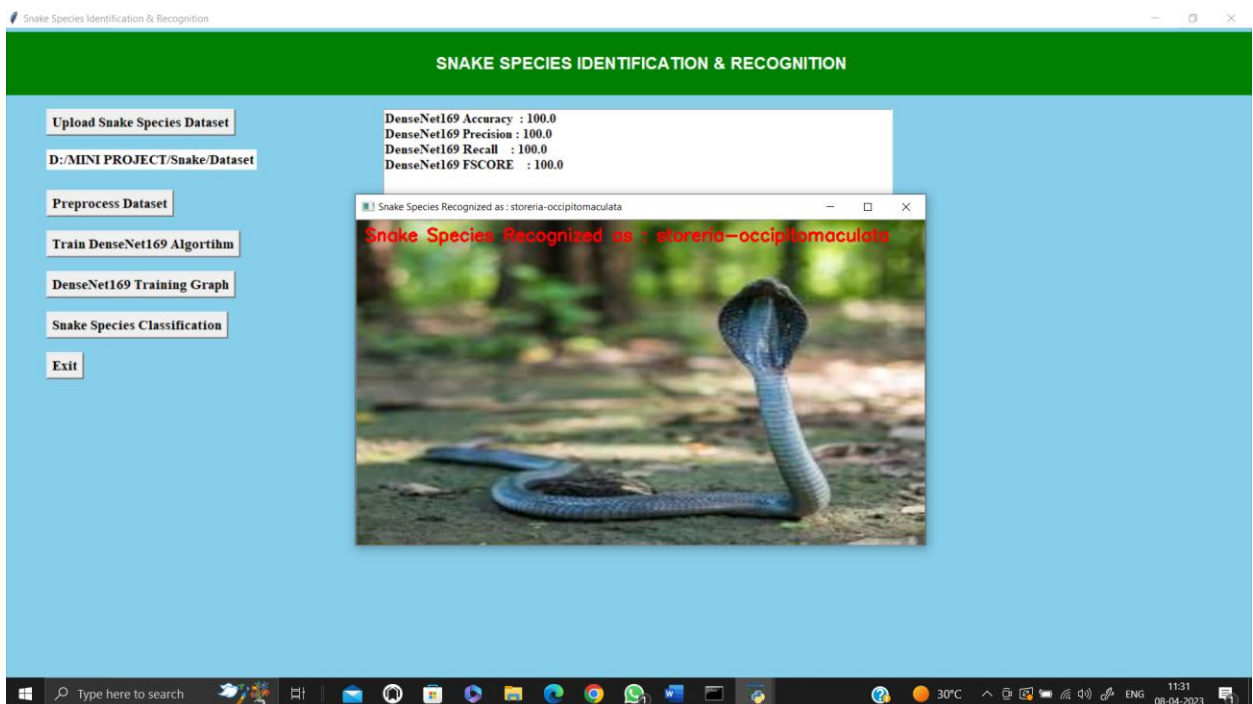 Snake Species Identification & Recognition
SNAKE SPECIES IDENTIFICATION & RECOGNITION
Upload Snake Species Dataset
D:/MINI PROJECT/Snake/Dataset
Preprocess Dataset
Train DenseNet169 Algortihm
DenseNet169 Training Graph
Snake Species Classification
Exit
DenseNet169 Accuracy : 100.0
DenseNet169 Precision : 100.0
DenseNet169 Recall : 100.0
DenseNet169 FSCORE : 100.0
Snake Species Recognized as : storeria-occipitomaculata
Snake Species Recognized as : storeria-occipitomaculata
Type here to search
30°C
ENG
11:31
08-04-2023